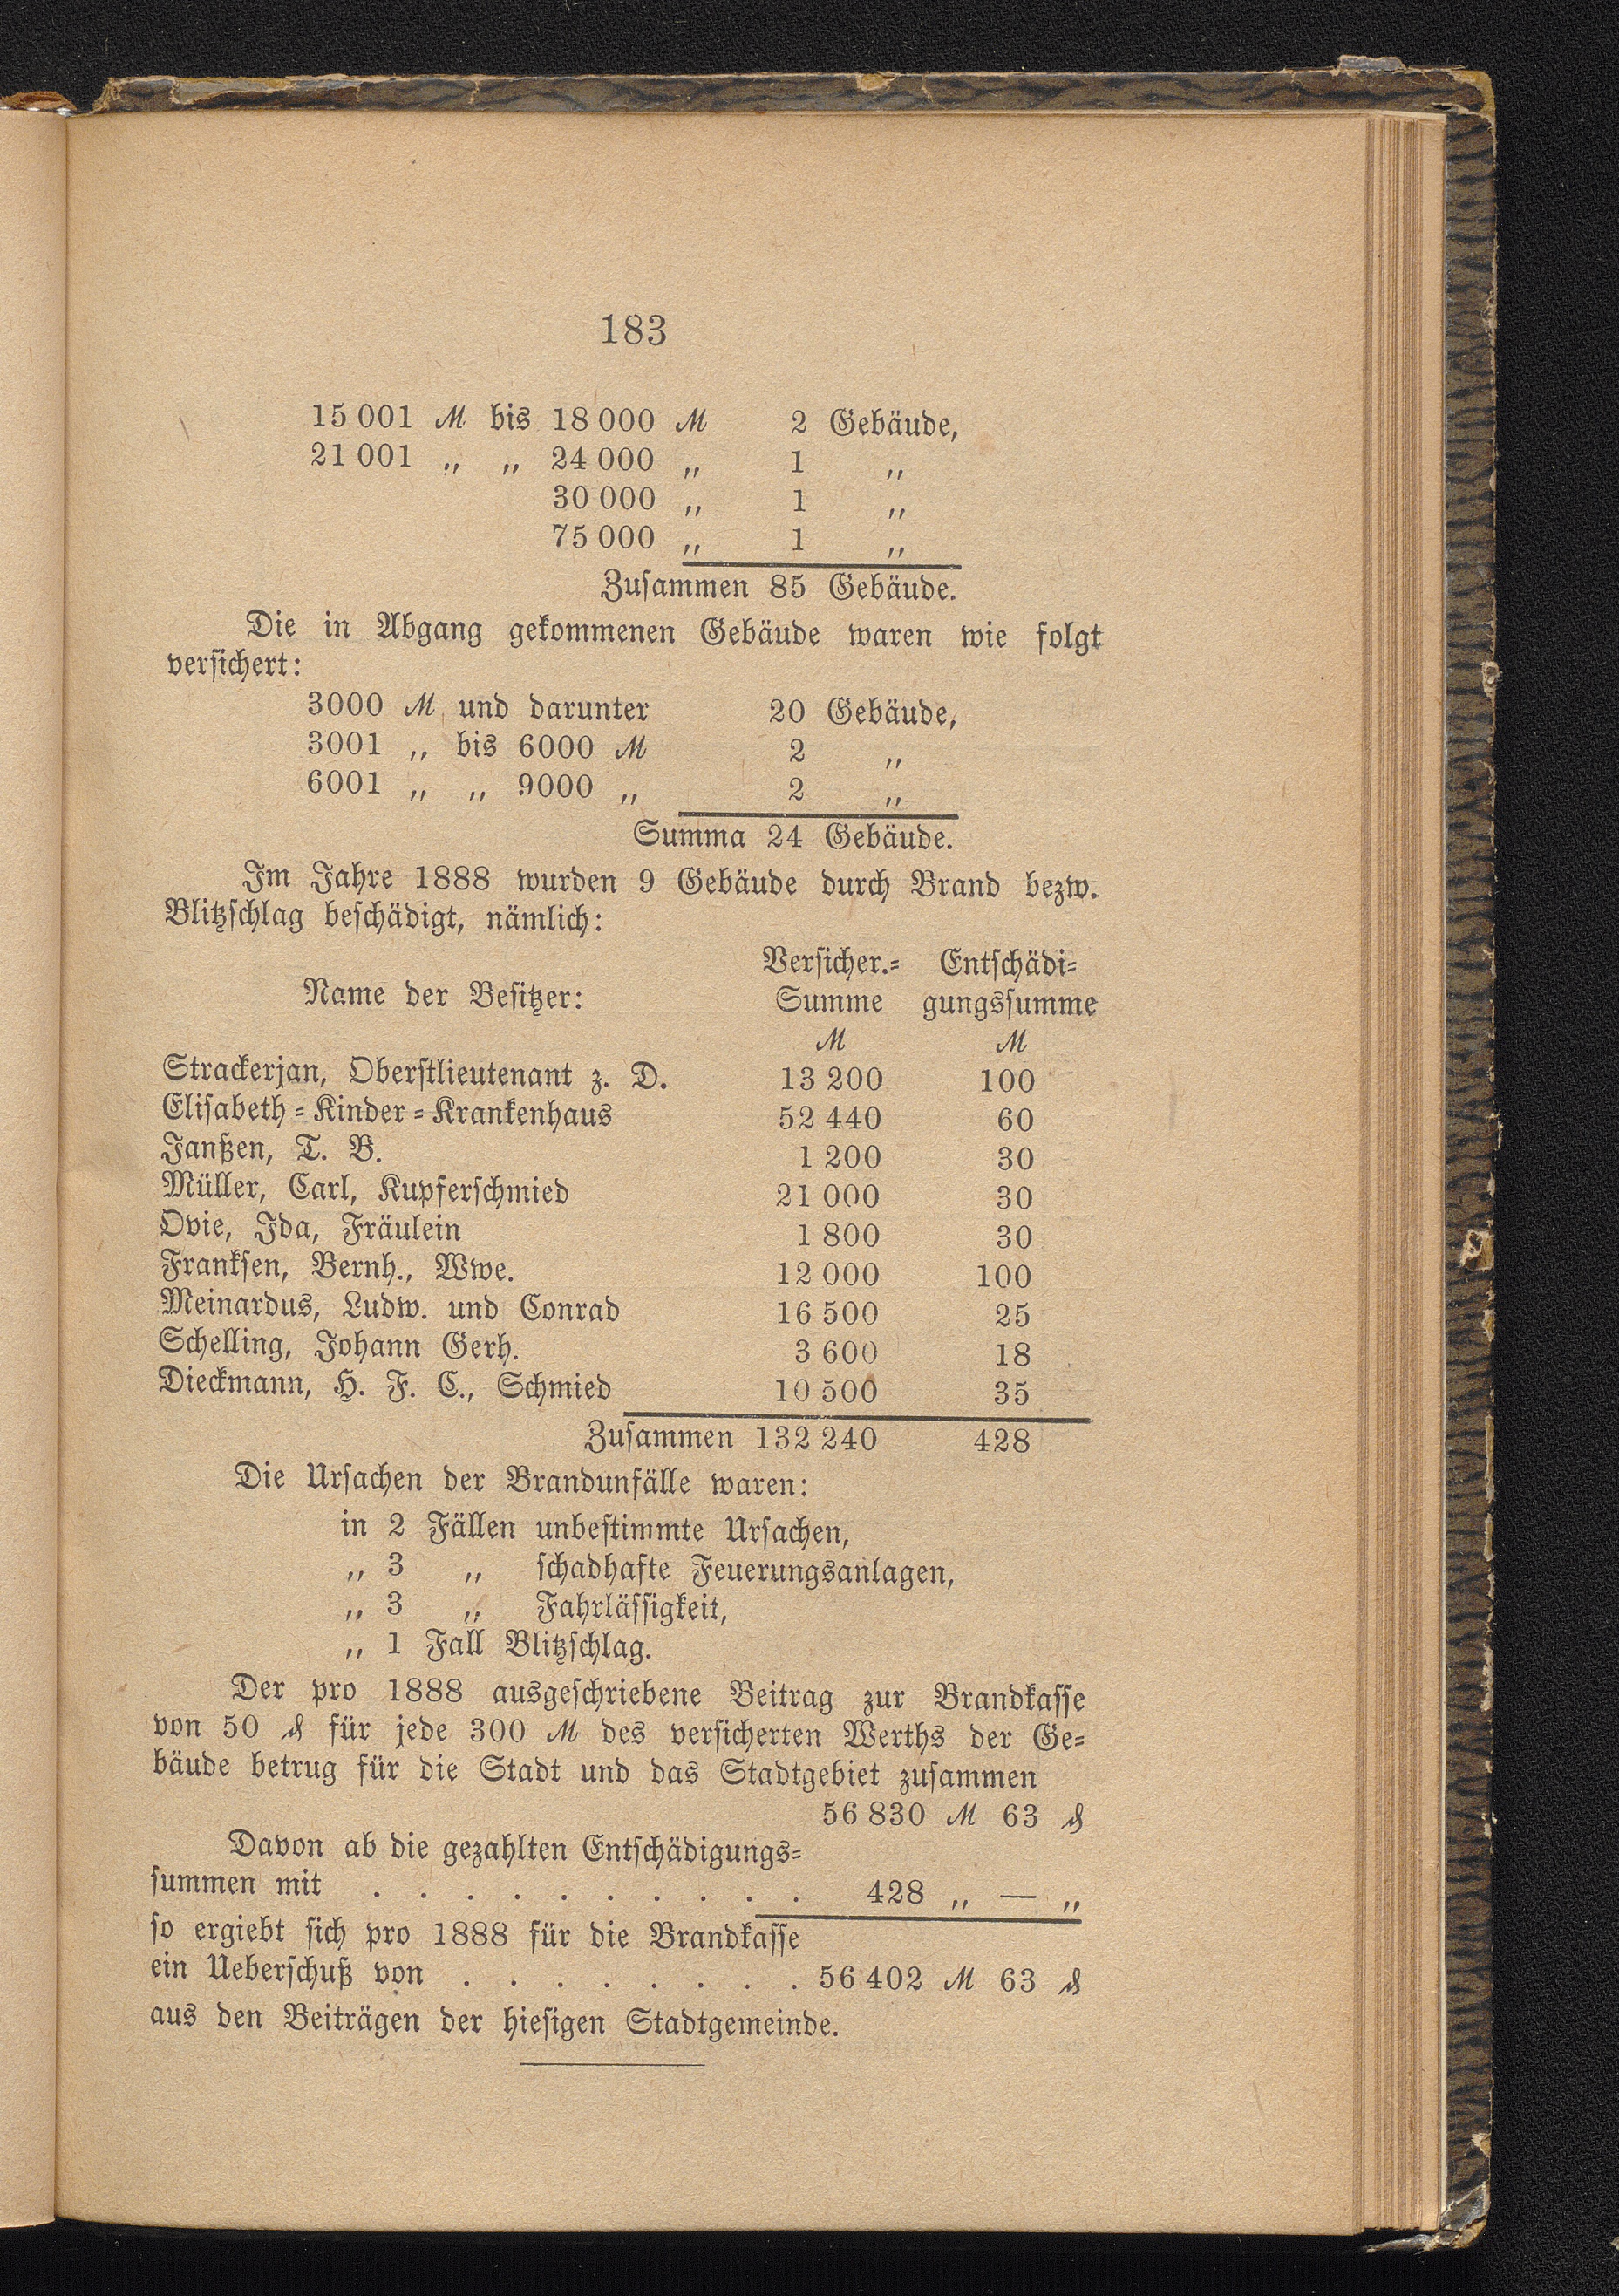 183
15 001 ℳ bis 18 000 ℳ 2 Gebäude,
21 001 „ „ 24 000 „ 1 „
30 000 „ 1 „
75 000 „ 1 „
Zuſammen 85 Gebäude.
Die in Abgang gekommenen Gebäude waren wie folgt
verſichert:
3000 ℳ und darunter 20 Gebäude,
3001 „ bis 6000 ℳ 2 „
6001 „ „ 9000 „ 2 „
Summa 24 Gebäude.
Im Jahre 1888 wurden 9 Gebäude durch Brand bezw.
Blitzſchlag beſchädigt, nämlich:
Verſicher.= Entſchädi=
Name der Beſitzer: Summe gungsſumme
ℳ ℳ
Strackerjan, Oberſtlieutenant z. D. 13 200 100
Eliſabeth=Kinder=Krankenhaus 52 440 60
Janßen, T. B. 1 200 30
Müller, Carl, Kupferſchmied 21 000 30
Ovie, Ida, Fräulein 1 800 30
Frankſen, Bernh., Wwe. 12 000 100
Meinardus, Ludw. und Conrad 16 500 25
Schelling, Johann Gerh. 3 600 18
Dieckmann, H. F. C., Schmied 10 500 35
Zuſammen 132 240 428
Die Urſachen der Brandunfälle waren:
in 2 Fällen unbeſtimmte Urſachen,
„ 3 „ ſchadhafte Feuerungsanlagen,
„ 3 „ Fahrläſſigkeit,
„ 1 Fall Blitzſchlag.
Der pro 1888 ausgeſchriebene Beitrag zur Brandkaſſe
von 50 ₰ für jede 300 ℳ des verſicherten Werths der Ge=
bäude betrug für die Stadt und das Stadtgebiet zuſammen
56 830 ℳ 63 ₰
Davon ab die gezahlten Entſchädigungs=
ſummen mit . . . . . . . . . . 428 „ — „
ſo ergiebt ſich pro 1888 für die Brandkaſſe
ein Ueberſchuß von . . . . . . . . 56 402 ℳ 63 ₰
aus den Beiträgen der hieſigen Stadtgemeinde.